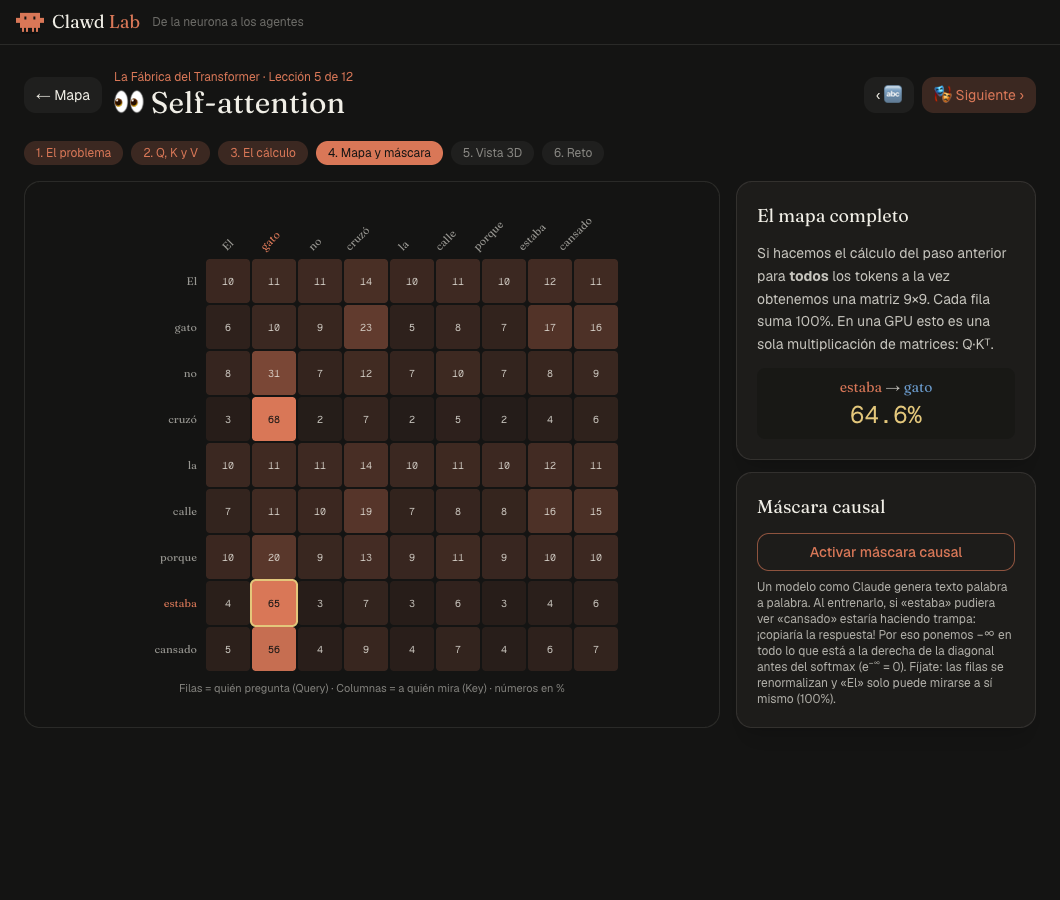 Clawd Lab De la neurona a los agentes
← Mapa
La Fábrica del Transformer · Lección 5 de 12
👀 Self-attention
‹ 🔤
🎭 Siguiente ›
1. El problema
2. Q, K y V
3. El cálculo
4. Mapa y máscara
5. Vista 3D
6. Reto
El gato no cruzó la calle porque estaba cansado
El 10 11 11 14 10 11 10 12 11
gato 6 10 9 23 5 8 7 17 16
no 8 31 7 12 7 10 7 8 9
cruzó 3 68 2 7 2 5 2 4 6
la 10 11 11 14 10 11 10 12 11
calle 7 11 10 19 7 8 8 16 15
porque 10 20 9 13 9 11 9 10 10
estaba 4 65 3 7 3 6 3 4 6
cansado 5 56 4 9 4 7 4 6 7
Filas = quién pregunta (Query) · Columnas = a quién mira (Key) · números en %
El mapa completo
Si hacemos el cálculo del paso anterior
para todos los tokens a la vez
obtenemos una matriz 9×9. Cada fila
suma 100%. En una GPU esto es una
sola multiplicación de matrices: Q·Kᵀ.
estaba → gato
64.6%
Máscara causal
Activar máscara causal
Un modelo como Claude genera texto palabra
a palabra. Al entrenarlo, si «estaba» pudiera
ver «cansado» estaría haciendo trampa:
¡copiaría la respuesta! Por eso ponemos −∞ en
todo lo que está a la derecha de la diagonal
antes del softmax (e⁻∞ = 0). Fíjate: las filas se
renormalizan y «El» solo puede mirarse a sí
mismo (100%).